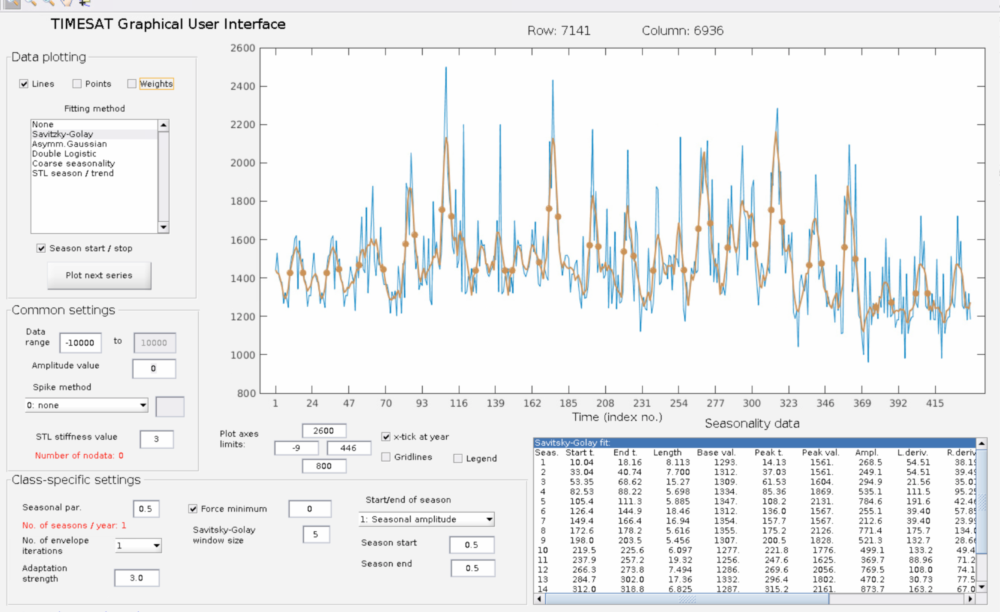 TIMESAT Graphical User Interface
Row: 7141 Column: 6936
Data plotting
Lines Points Weights
Fitting method
None
Savitzky-Golay
Asymm.Gaussian
Double Logistic
Coarse seasonality
STL season / trend
Season start / stop
Plot next series
Common settings
Data range -10000 to 10000
Amplitude value 0
Spike method
0: none
STL stiffness value 3
Number of nodata: 0
2600
2400
2200
2000
1800
1600
1400
1200
1000
800
1 24 47 70 93 116 139 162 185 208 231 254 277 300 323 346 369 392 415
Time (index no.)
Plot axes limits:
2600
-9 446
800
x-tick at year
Gridlines Legend
Class-specific settings
Seasonal par. 0.5
No. of seasons / year: 1
No. of envelope iterations 1
Adaptation strength 3.0
Force minimum 0
Savitsky-Golay window size 5
Start/end of season
1: Seasonal amplitude
Season start 0.5
Season end 0.5
Seasonality data
Savitsky-Golay fit:
Seas. Start t. End t. Length Base val. Peak t. Peak val. Ampl. L.deriv. R.deriv
1 10.04 18.16 8.113 1293. 14.13 1561. 268.5 54.51 38.19
2 33.04 40.74 7.700 1312. 37.03 1561. 249.1 54.51 39.49
3 53.35 68.62 15.27 1309. 61.53 1604. 294.9 21.56 35.01
4 82.53 88.22 5.698 1334. 85.36 1869. 535.1 111.5 95.25
5 105.4 111.3 5.885 1347. 108.2 2131. 784.6 191.6 42.46
6 126.4 144.9 18.46 1312. 136.0 1567. 255.1 39.40 57.85
7 149.4 166.4 16.94 1354. 157.7 1567. 212.6 39.40 23.99
8 172.6 178.2 5.616 1355. 175.2 2126. 771.4 175.7 134.0
9 198.0 203.5 5.456 1307. 200.5 1828. 521.3 132.7 28.66
10 219.5 225.6 6.097 1277. 221.8 1776. 499.1 133.2 49.4
11 237.9 257.2 19.32 1256. 247.6 1625. 369.7 88.96 71.2
12 266.3 273.8 7.494 1286. 269.6 2056. 769.5 108.0 74.1
13 284.7 302.0 17.36 1332. 296.4 1802. 470.2 30.73 77.5
14 312.0 318.8 6.825 1287. 315.2 2161. 873.7 163.2 67.0